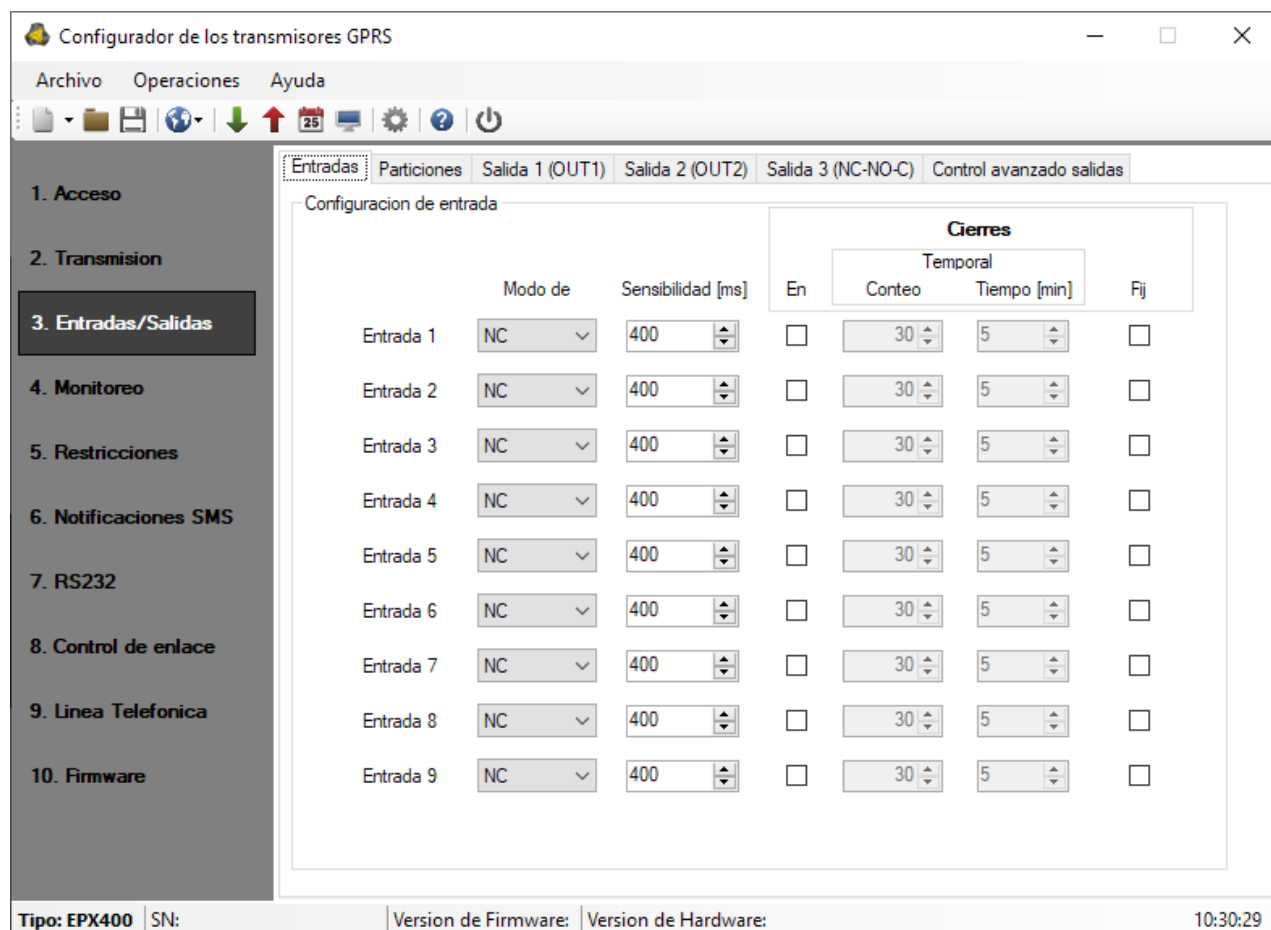 Configurador de los transmisores GPRS
Archivo Operaciones Ayuda
25
1. Acceso
2. Transmision
3. Entradas/Salidas
4. Monitoreo
5. Restricciones
6. Notificaciones SMS
7. RS232
8. Control de enlace
9. Linea Telefonica
10. Firmware
Entradas Particiones Salida 1 (OUT1) Salida 2 (OUT2) Salida 3 (NC-NO-C) Control avanzado salidas
Configuracion de entrada
Cierres
Temporal
Modo de Sensibilidad [ms] En Conteo Tiempo [min] Fij
Entrada 1 NC 400 30 5
Entrada 2 NC 400 30 5
Entrada 3 NC 400 30 5
Entrada 4 NC 400 30 5
Entrada 5 NC 400 30 5
Entrada 6 NC 400 30 5
Entrada 7 NC 400 30 5
Entrada 8 NC 400 30 5
Entrada 9 NC 400 30 5
Tipo: EPX400 SN: Version de Firmware: Version de Hardware: 10:30:29